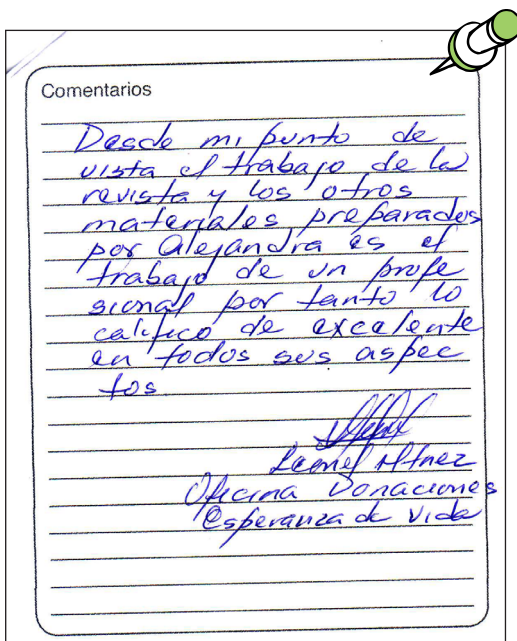 Comentarios
Desde mi punto de
vista el trabajo de la
revista y los otros
materiales preparados
por Alejandra es el
trabajo de un profe
sional por tanto lo
califico de excelente
en todos sus aspec
tos
Leonel Mtnez
Oficina Donaciones
Esperanza de Vida